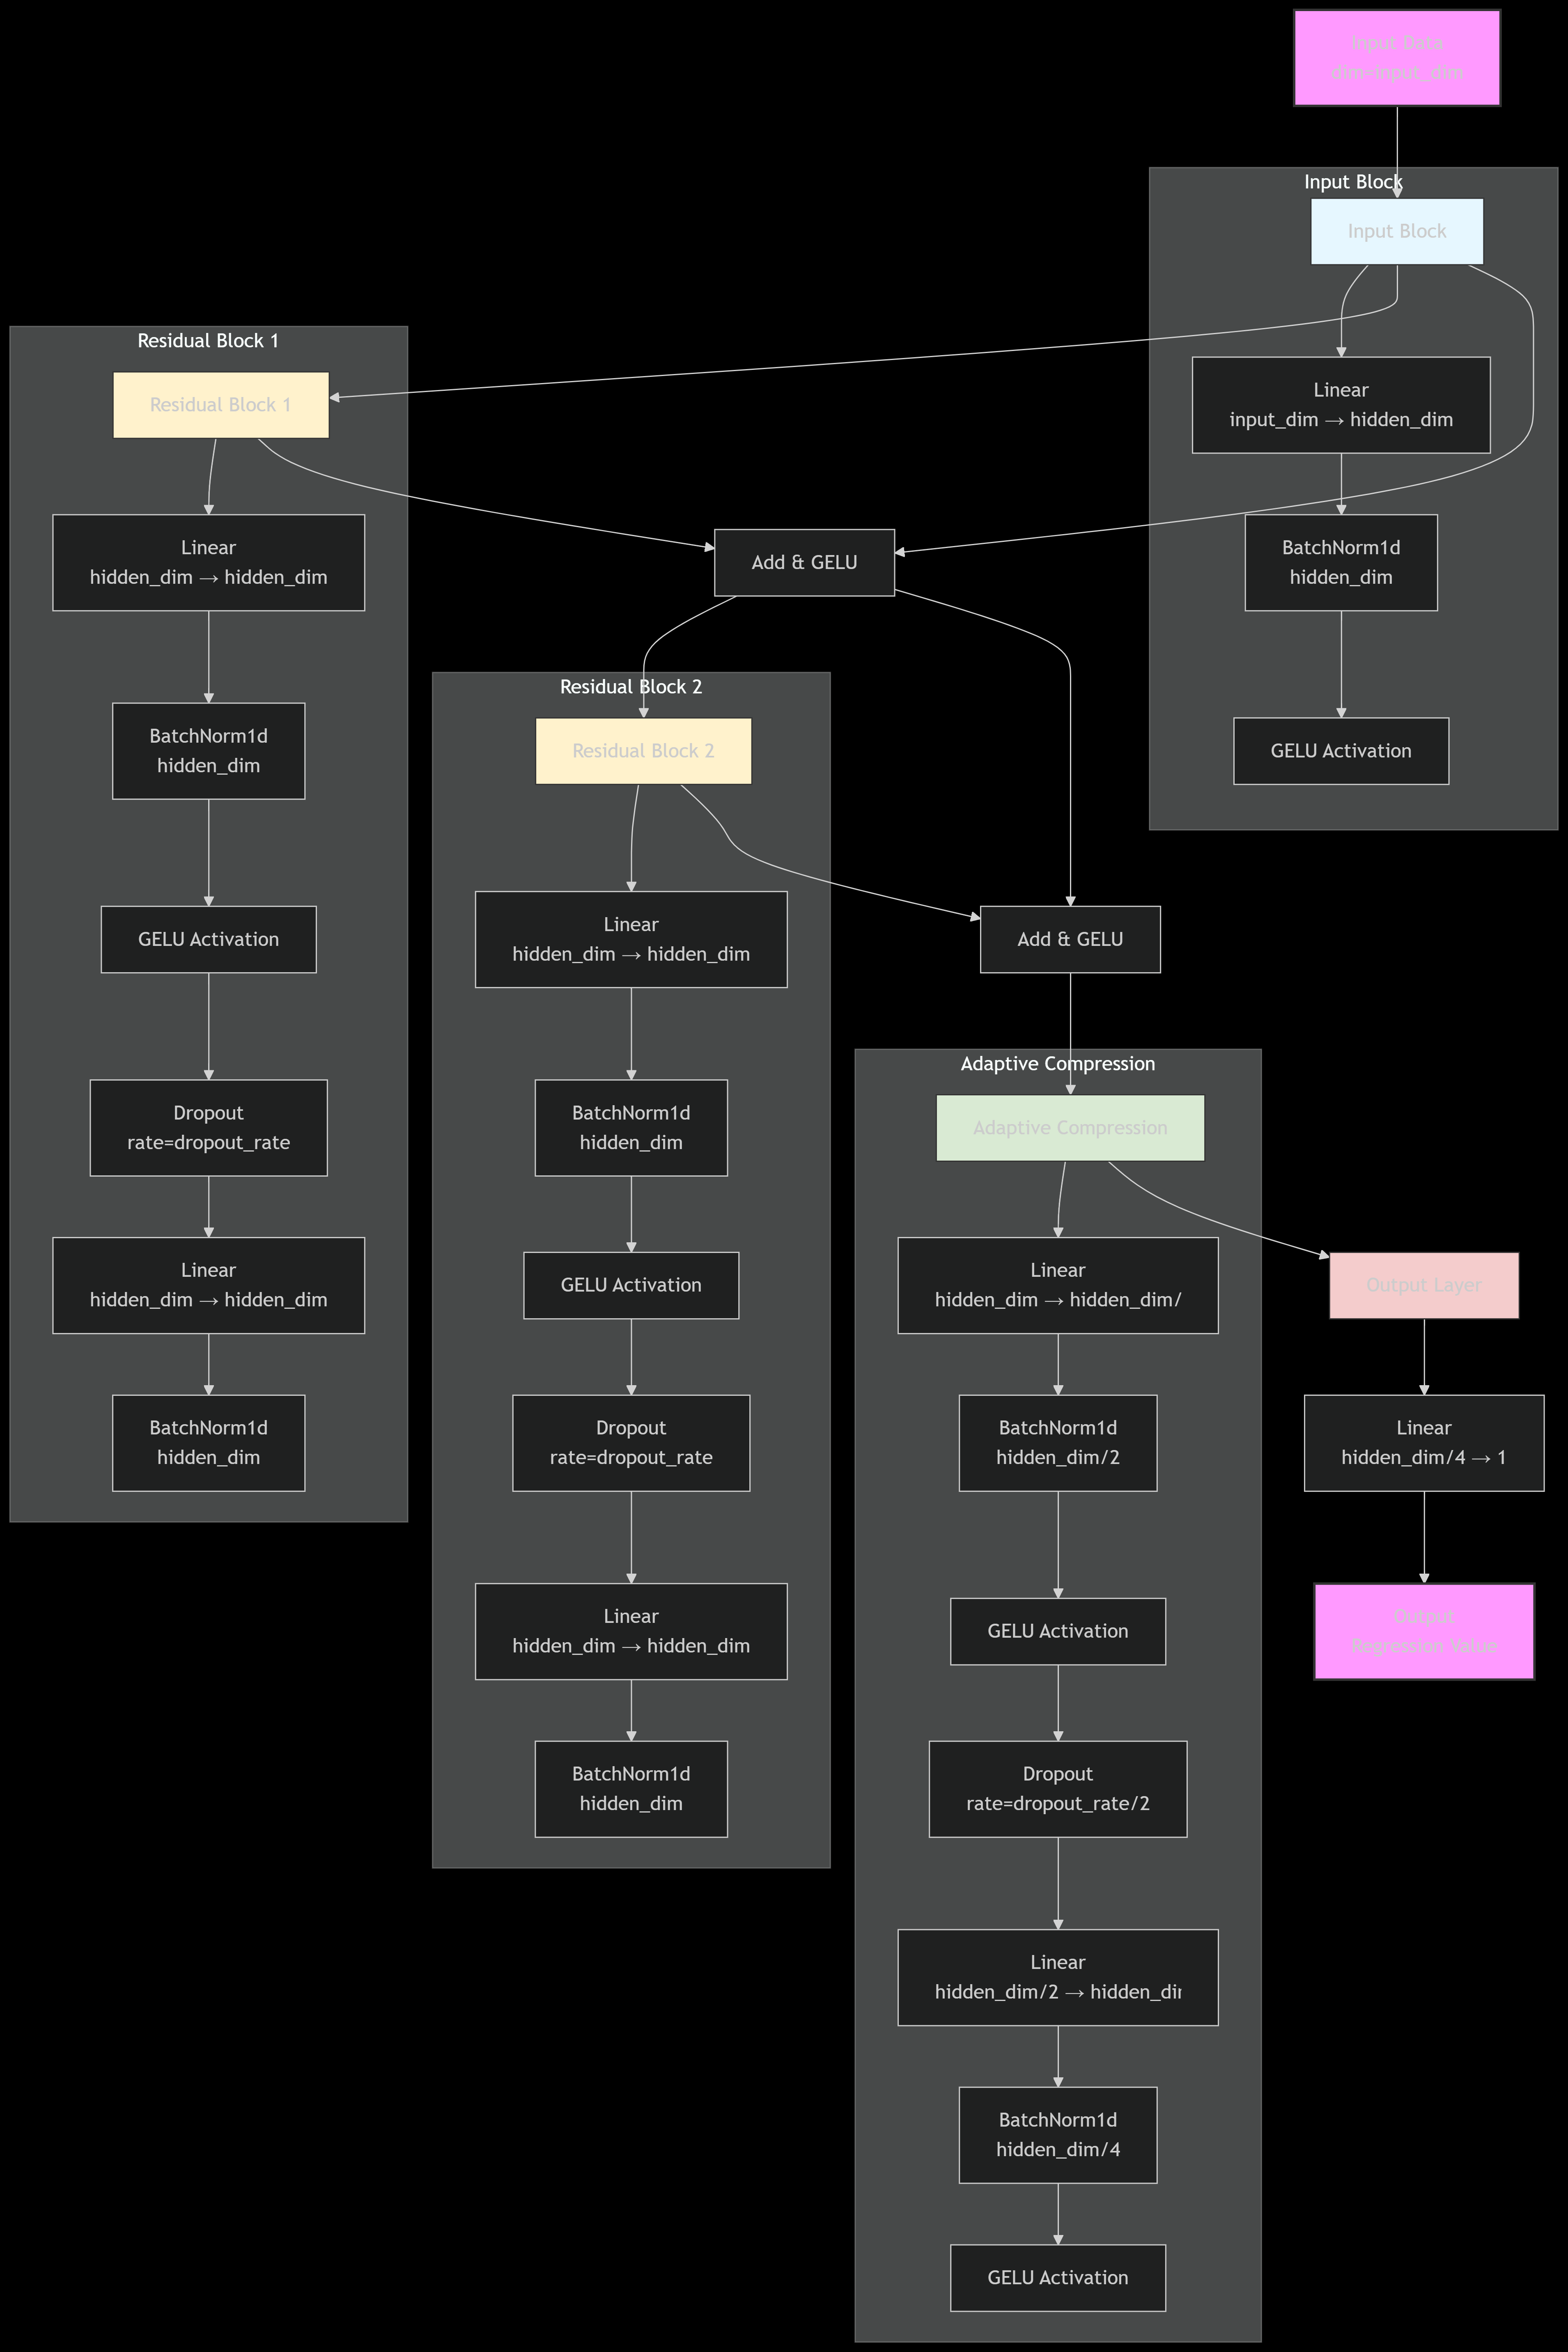 Input Data
dim=input_dim
Input Block
Input Block
Linear
input_dim → hidden_dim
BatchNorm1d
hidden_dim
GELU Activation
Residual Block 1
Residual Block 1
Linear
hidden_dim → hidden_dim
BatchNorm1d
hidden_dim
GELU Activation
Dropout
rate=dropout_rate
Linear
hidden_dim → hidden_dim
BatchNorm1d
hidden_dim
Add & GELU
Residual Block 2
Residual Block 2
Linear
hidden_dim → hidden_dim
BatchNorm1d
hidden_dim
GELU Activation
Dropout
rate=dropout_rate
Linear
hidden_dim → hidden_dim
BatchNorm1d
hidden_dim
Add & GELU
Adaptive Compression
Adaptive Compression
Linear
hidden_dim → hidden_dim/
BatchNorm1d
hidden_dim/2
GELU Activation
Dropout
rate=dropout_rate/2
Linear
hidden_dim/2 →
BatchNorm1d
hidden_dim/4
GELU Activation
Output Layer
Linear
hidden_dim/4 → 1
Output
Regression Value